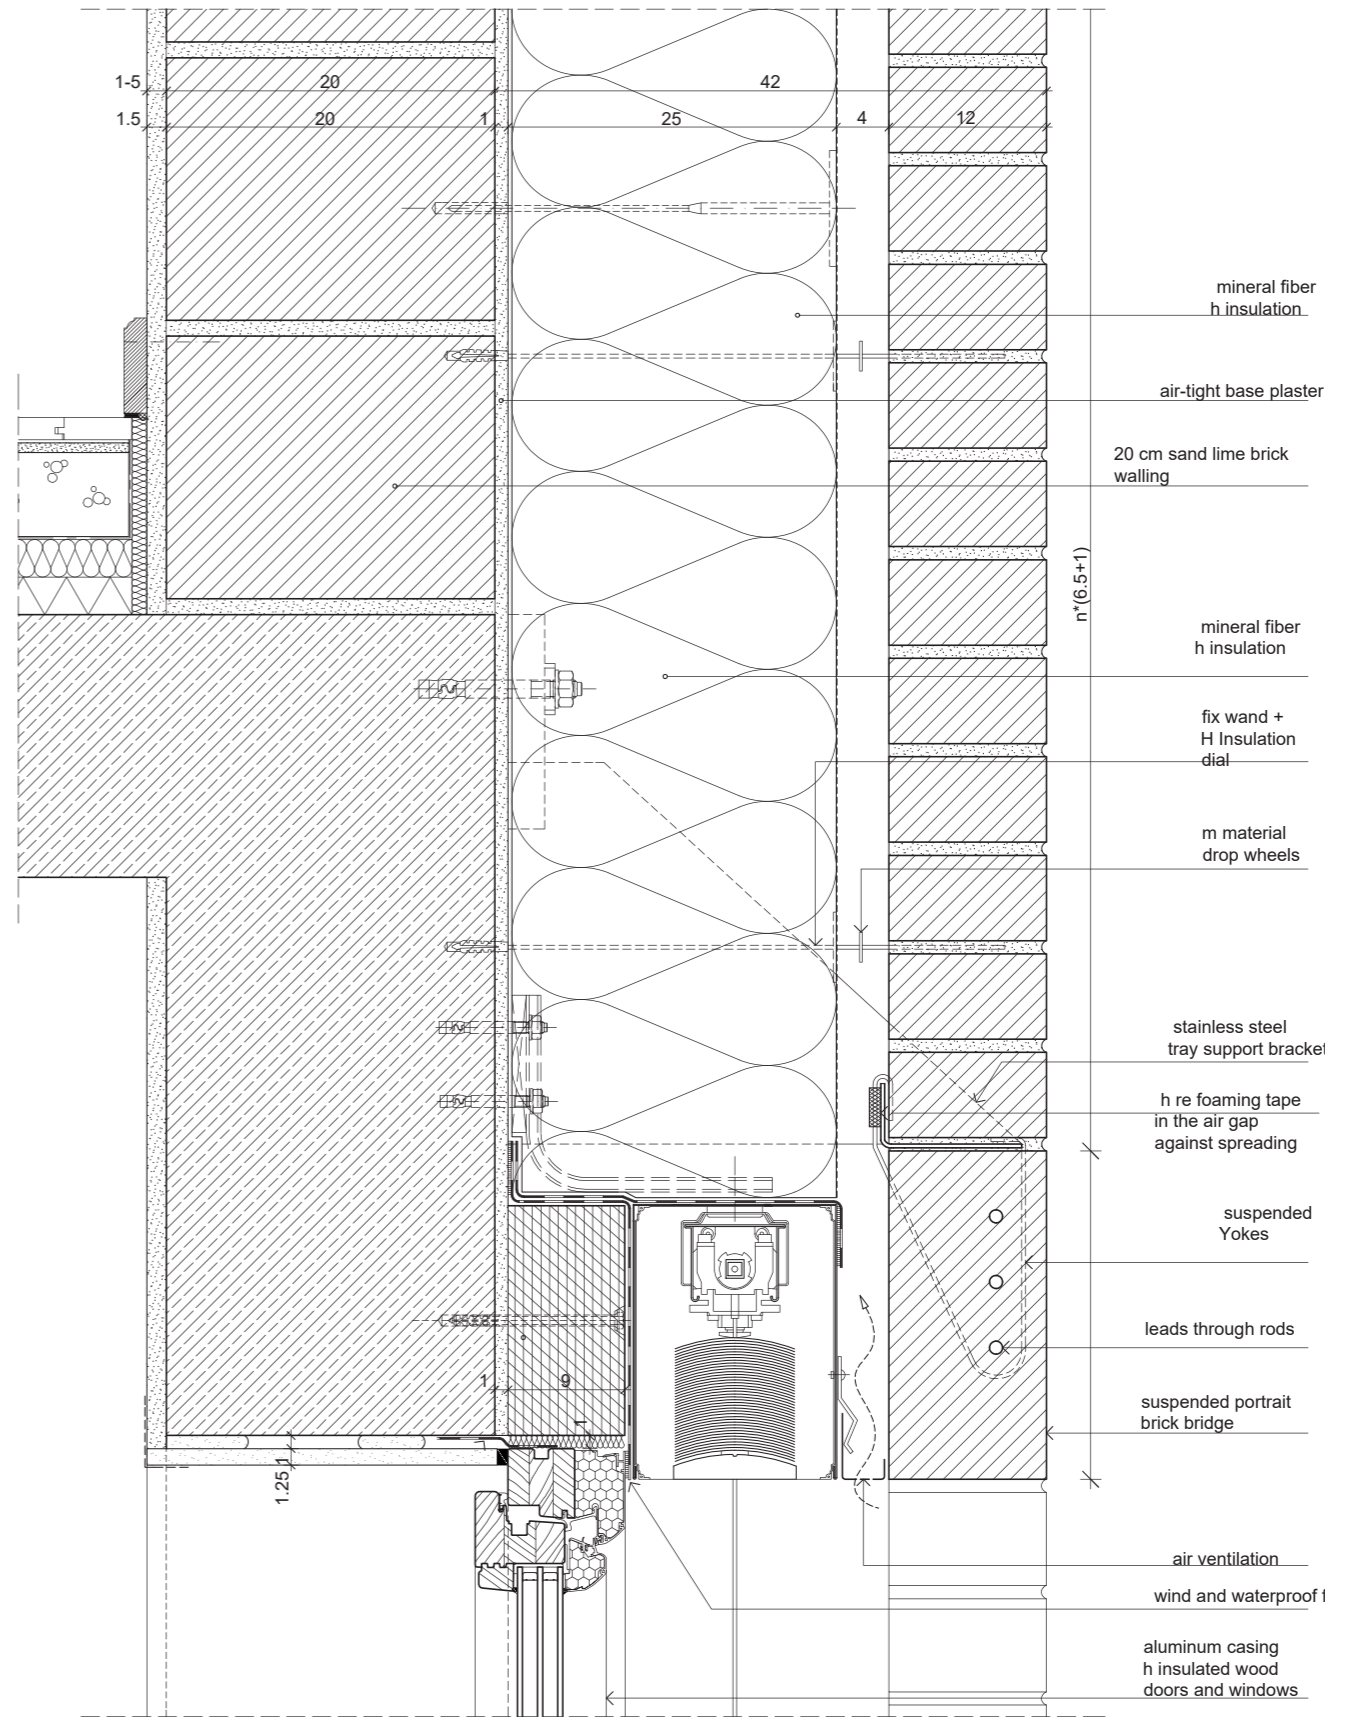 1-5 20 42
1.5 20 1 25 4 12
mineral fiber
h insulation
air-tight base plaster
20 cm sand lime brick
walling
n*(6.5+1)
mineral fiber
h insulation
fix wand +
H Insulation
dial
m material
drop wheels
stainless steel
tray support bracket
h re foaming tape
in the air gap
against spreading
suspended
Yokes
leads through rods
1 9
suspended portrait
brick bridge
1
1.25 1
air ventilation
wind and waterproof f
aluminum casing
h insulated wood
doors and windows